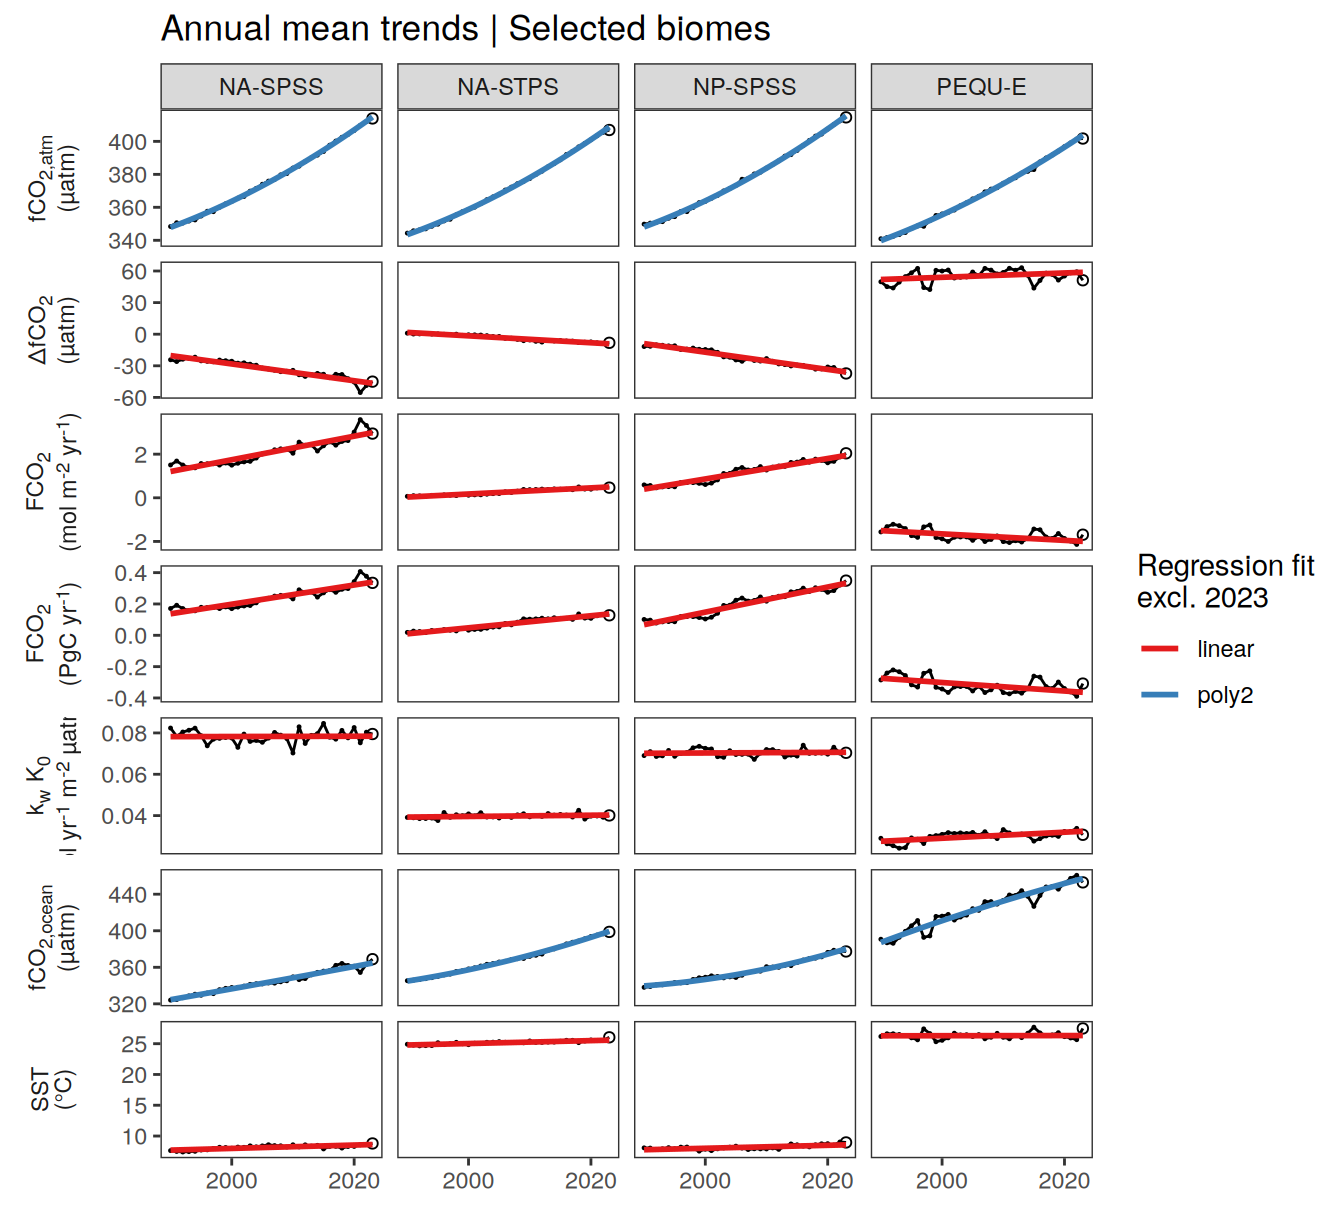 Annual mean trends | Selected biomes
NA-SPSS NA-STPS NP-SPSS PEQU-E
fCO2,atm
(µatm)
400
380
360
340
ΔfCO2
(µatm)
60
30
0
-30
-60
FCO2
(mol m-2 yr-1)
2
0
-2
FCO2
(PgC yr-1)
0.4
0.2
0.0
-0.2
-0.4
kw K0
l yr-1 m-2 µat
0.08
0.06
0.04
fCO2,ocean
(µatm)
440
400
360
320
SST
(°C)
25
20
15
10
2000 2020 2000 2020 2000 2020 2000 2020
Regression fit
excl. 2023
linear
poly2